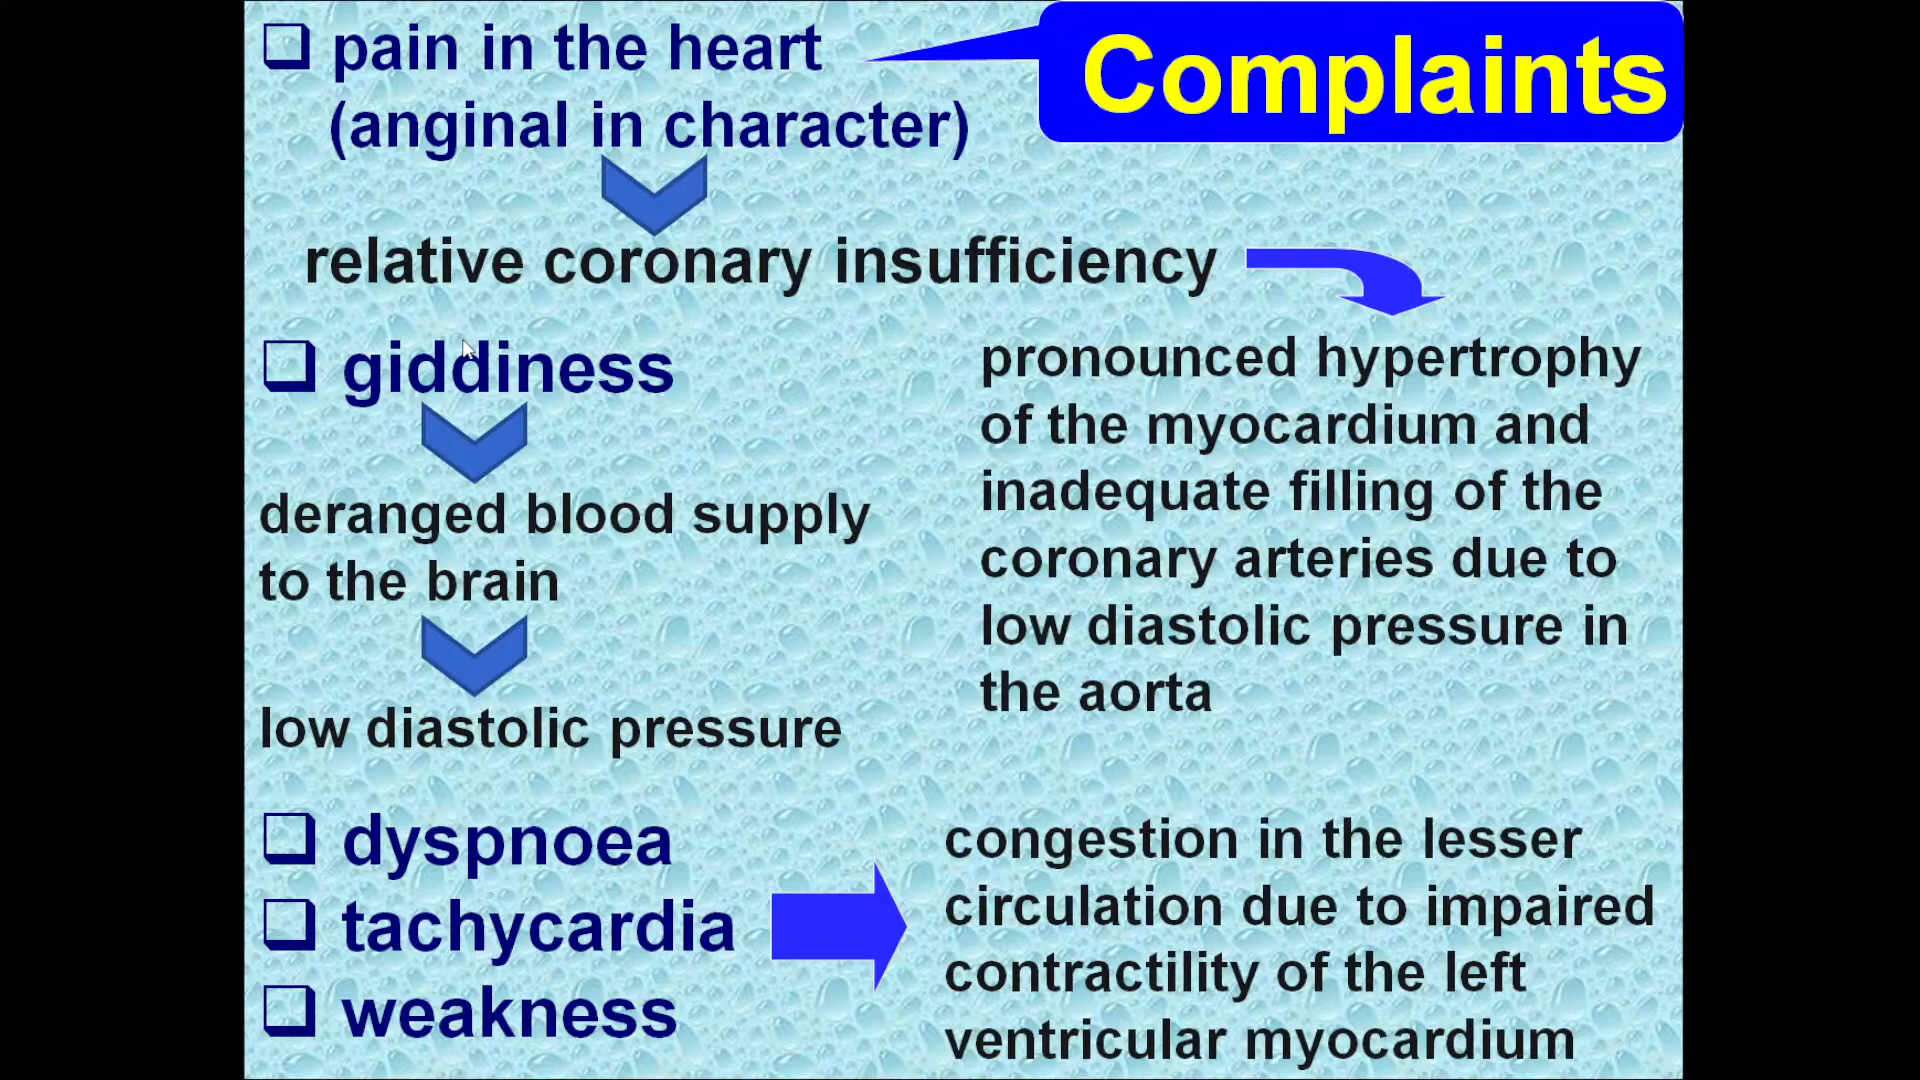 Complaints
pain in the heart
(anginal in character)
relative coronary insufficiency
pronounced hypertrophy
of the myocardium and
inadequate filling of the
coronary arteries due to
low diastolic pressure in
the aorta
giddiness
deranged blood supply
to the brain
low diastolic pressure
dyspnoea
tachycardia
weakness
congestion in the lesser
circulation due to impaired
contractility of the left
ventricular myocardium